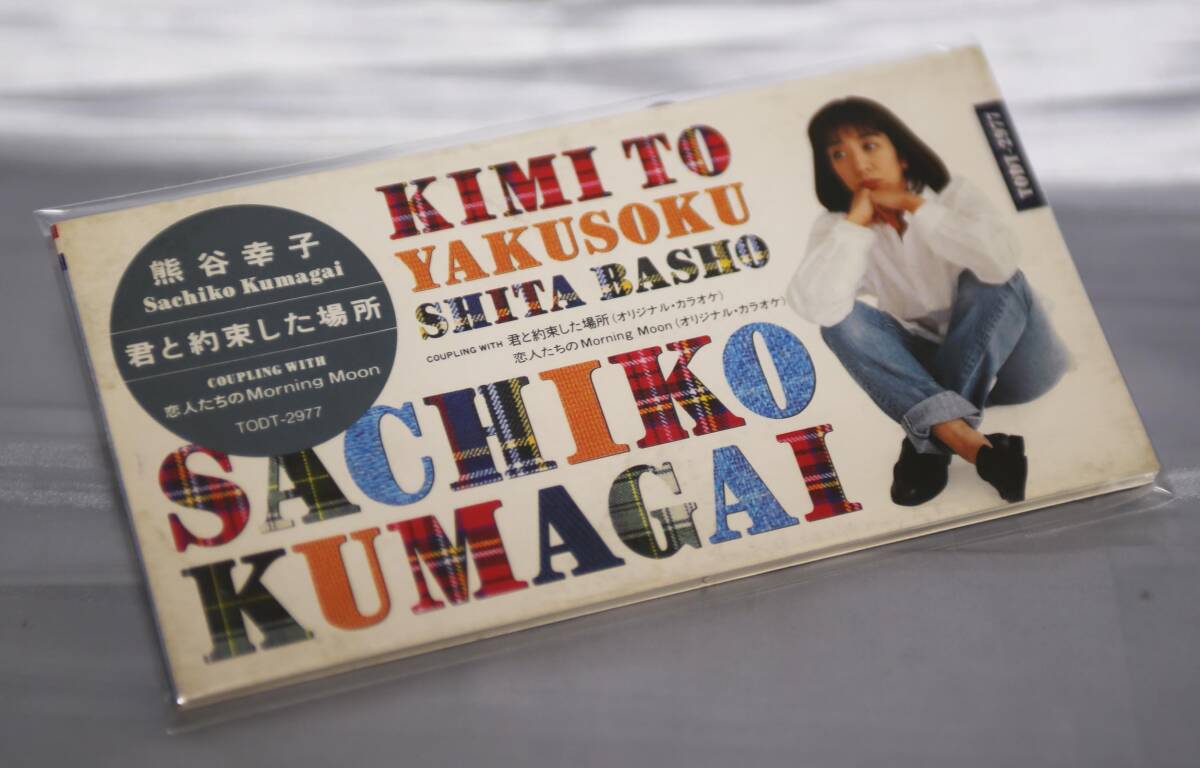 熊谷幸子
Sachiko Kumagai
君と約束した場所
COUPLING WITH
恋人たちのMorning Moon
TODT-2977
KIMI TO
YAKUSOKU
SHITA BASHO
COUPLING WITH 君と約束した場所(オリジナル・カラオケ)
恋人たちのMorning Moon(オリジナル・カラオケ)
SACHIKO
KUMAGAI
TODT-2977